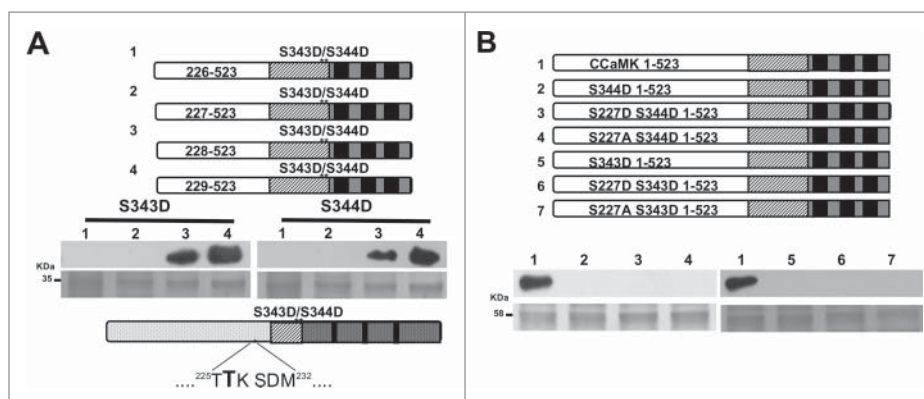 A
1 S343D/S344D
226-523
2 S343D/S344D
227-523
3 S343D/S344D
228-523
4 S343D/S344D
229-523
S343D S344D
1 2 3 4 1 2 3 4
KDa
35
S343D/S344D
....²²⁵TTK SDM²³²....
B
1 CCaMK 1-523
2 S344D 1-523
3 S227D S344D 1-523
4 S227A S344D 1-523
5 S343D 1-523
6 S227D S343D 1-523
7 S227A S343D 1-523
1 2 3 4 1 5 6 7
KDa
58